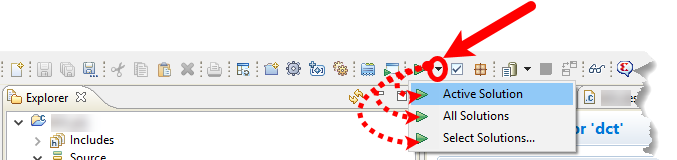 Explorer
Active Solution
All Solutions
Select Solutions...
Includes
Source
or 'dct'